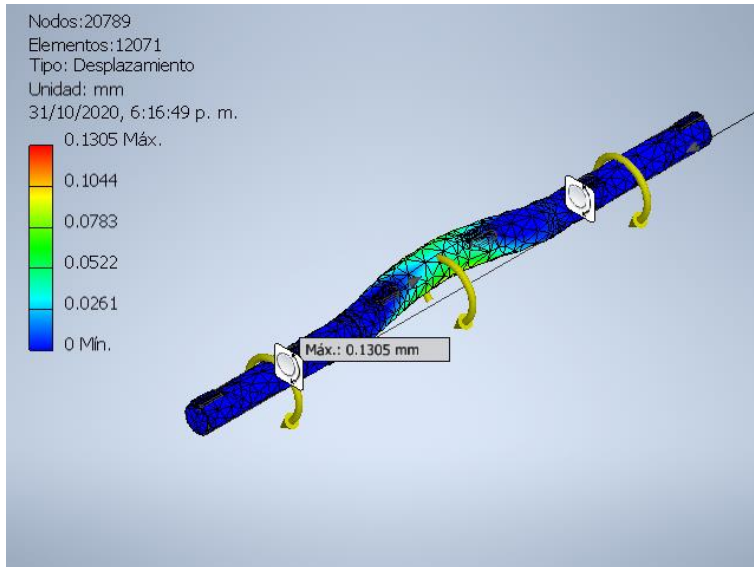 Nodos:20789
Elementos:12071
Tipo: Desplazamiento
Unidad: mm
31/10/2020, 6:16:49 p. m.
0.1305 Máx.
0.1044
0.0783
0.0522
0.0261
0 Mín.
Máx.: 0.1305 mm